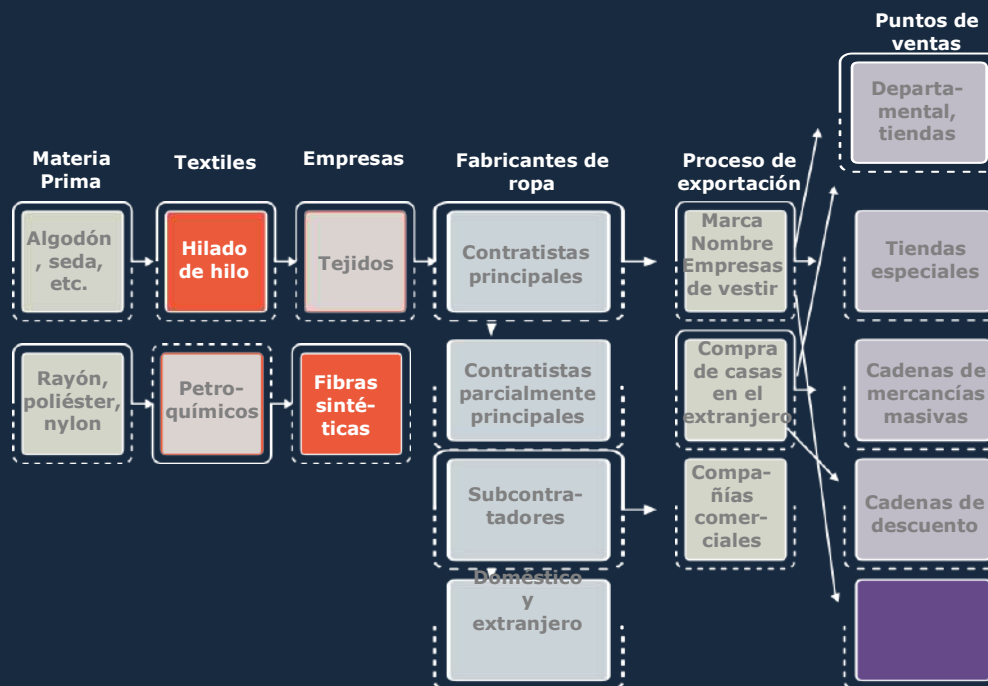 Puntos de
ventas
Departa-
mental,
tiendas
Materia
Prima
Textiles
Empresas
Fabricantes de
ropa
Proceso de
exportación
Algodón
, seda,
etc.
Hilado
de hilo
Tejidos
Contratistas
principales
Marca
Nombre
Empresas
de vestir
Tiendas
especiales
Rayón,
poliéster,
nylon
Petro-
químicos
Fibras
sinté-
ticas
Contratistas
parcialmente
principales
Compra
de casas
en el
extranjero
Cadenas de
mercancías
masivas
Subcontra-
tadores
Compa-
ñías
comer-
ciales
Cadenas de
descuento
Doméstico
y
extranjero